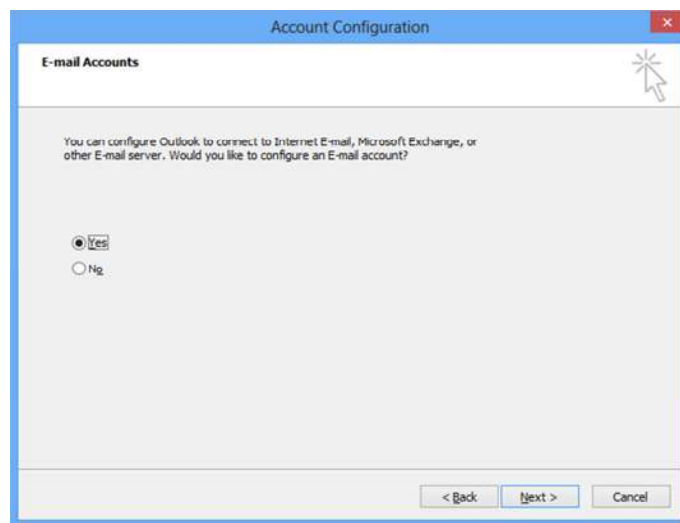 Account Configuration
E-mail Accounts
You can configure Outlook to connect to Internet E-mail, Microsoft Exchange, or
other E-mail server. Would you like to configure an E-mail account?
Yes
No
< Back Next > Cancel